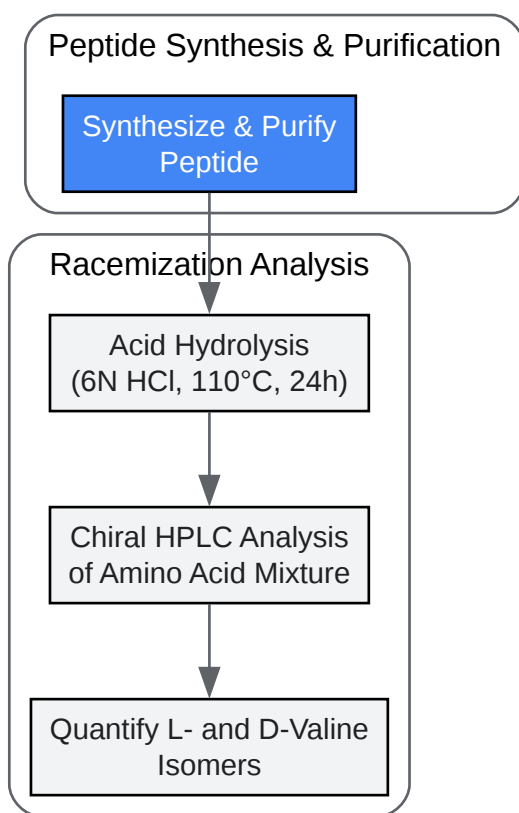 Peptide Synthesis & Purification
Synthesize & Purify
Peptide
Racemization Analysis
Acid Hydrolysis
(6N HCl, 110°C, 24h)
Chiral HPLC Analysis
of Amino Acid Mixture
Quantify L- and D-Valine
Isomers